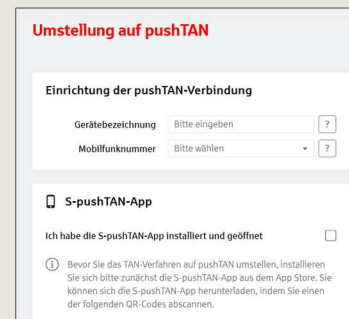 Umstellung auf pushTAN
Einrichtung der pushTAN-Verbindung
Gerätebezeichnung Bitte eingeben ?
Mobilfunknummer Bitte wählen ?
S-pushTAN-App
Ich habe die S-pushTAN-App installiert und geöffnet
i Bevor Sie das TAN-Verfahren auf pushTAN umstellen, installieren
Sie sich bitte zunächst die S-pushTAN-App aus dem App Store. Sie
können sich die S-pushTAN-App herunterladen, indem Sie einen
der folgenden QR-Codes abscannen.